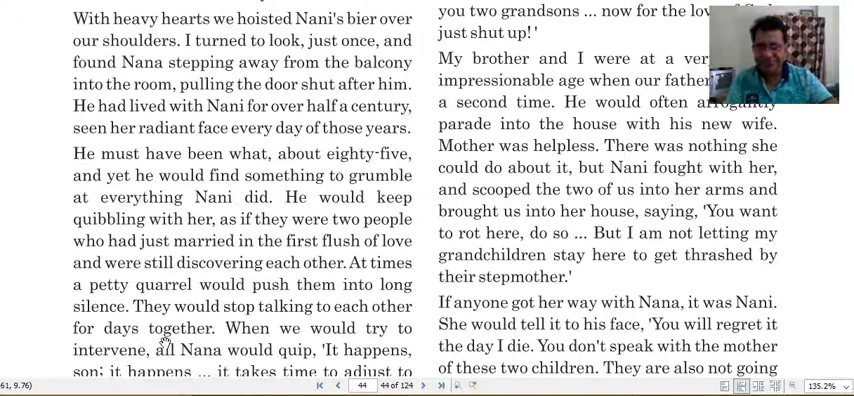 With heavy hearts we hoisted Nani's bier over
our shoulders. I turned to look, just once, and
found Nana stepping away from the balcony
into the room, pulling the door shut after him.
He had lived with Nani for over half a century,
seen her radiant face every day of those years.
He must have been what, about eighty-five,
and yet he would find something to grumble
at everything Nani did. He would keep
quibbling with her, as if they were two people
who had just married in the first flush of love
and were still discovering each other. At times
a petty quarrel would push them into long
silence. They would stop talking to each other
for days together. When we would try to
intervene, all Nana would quip, 'It happens,
son; it happens ... it takes time to adjust to
you two grandsons ... now for the
just shut up!'
My brother and I were at a
impressionable age when our father
a second time. He would often arrogantly
parade into the house with his new wife.
Mother was helpless. There was nothing she
could do about it, but Nani fought with her,
and scooped the two of us into her arms and
brought us into her house, saying, 'You want
to rot here, do so ... But I am not letting my
grandchildren stay here to get thrashed by
their stepmother.'
If anyone got her way with Nana, it was Nani.
She would tell it to his face, 'You will regret it
the day I die. You don't speak with the mother
of these two children. They are also not going
61, 9.76)
44
44 of 124
135.2%